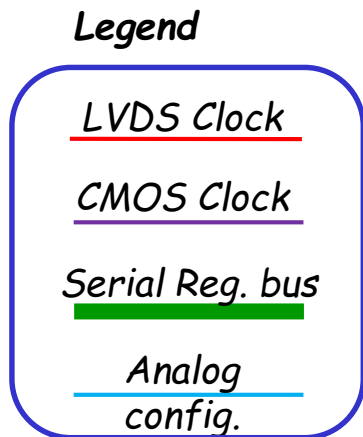 Legend
LVDS Clock
CMOS Clock
Serial Reg. bus
Analog
config.